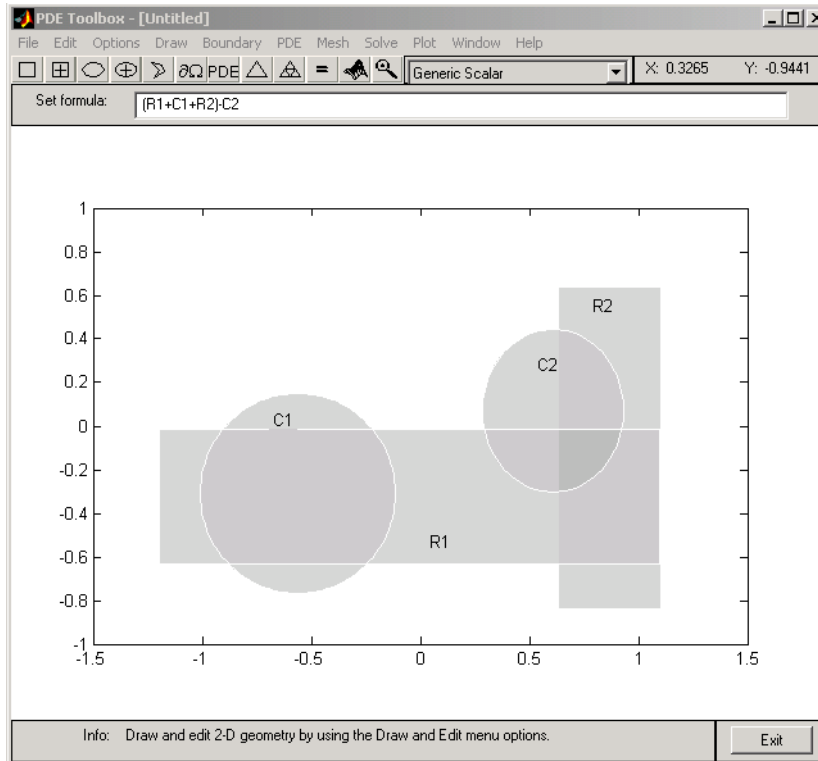 PDE Toolbox - [Untitled]
File Edit Options Draw Boundary PDE Mesh Solve Plot Window Help
∂Ω PDE = Generic Scalar X: 0.3265 Y: -0.9441
Set formula: (R1+C1+R2)-C2
1
0.8
0.6
0.4
0.2
0
-0.2
-0.4
-0.6
-0.8
-1
R2
C2
C1
R1
-1.5 -1 -0.5 0 0.5 1 1.5
Info: Draw and edit 2-D geometry by using the Draw and Edit menu options. Exit